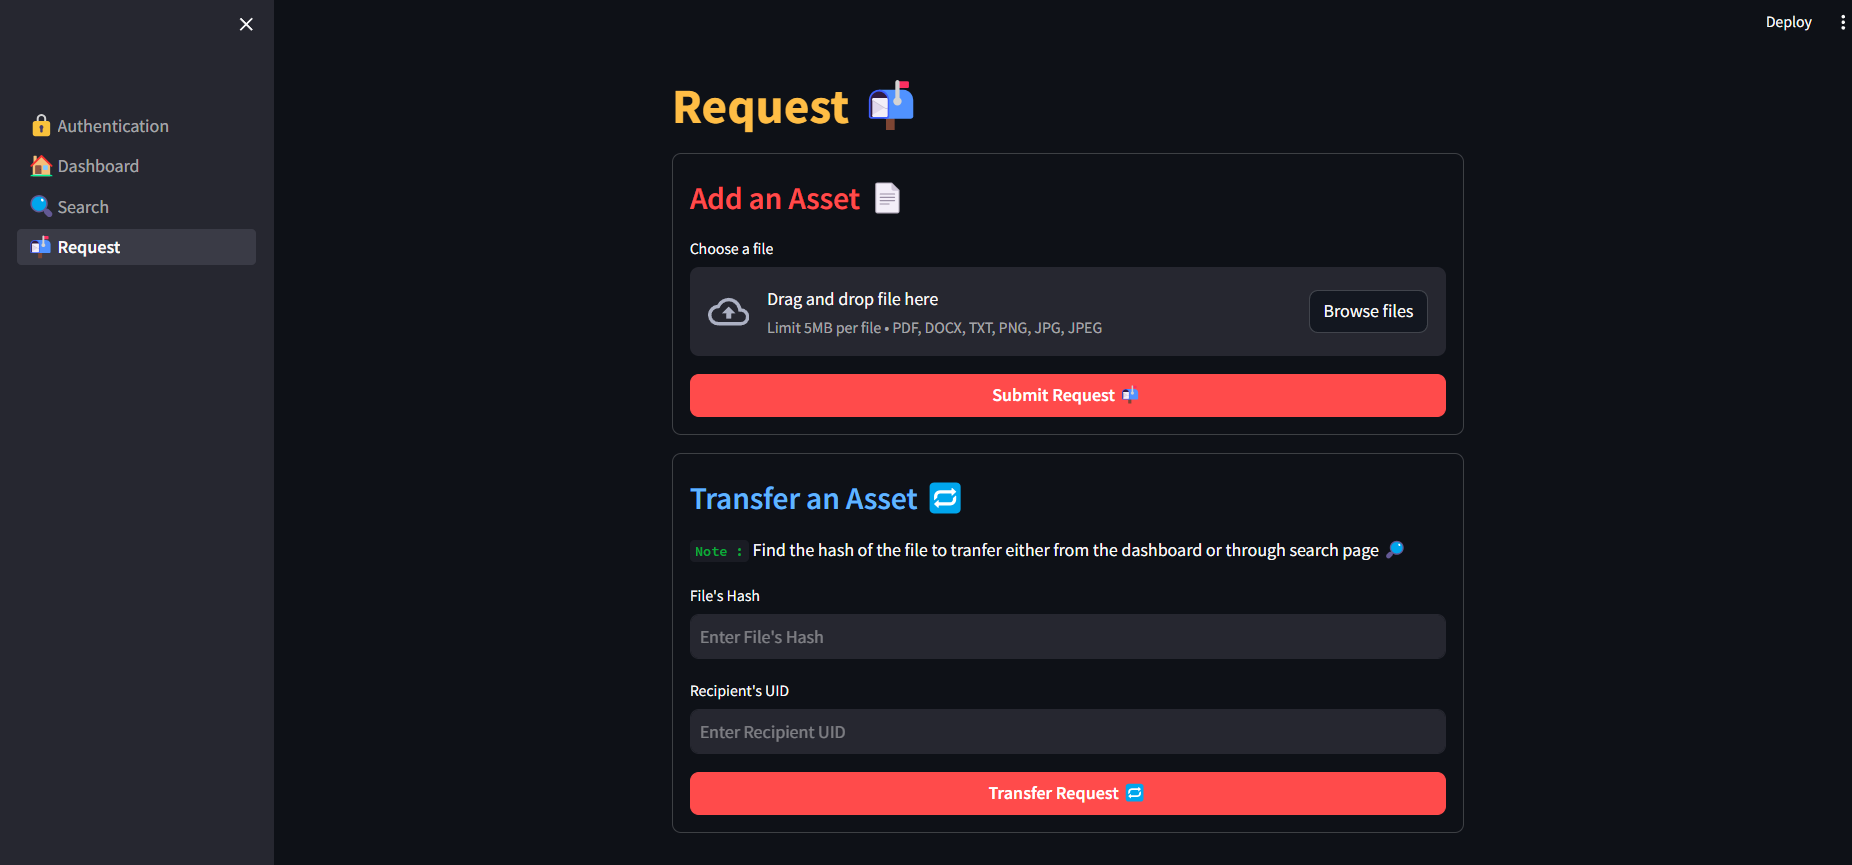 Deploy
Authentication
Dashboard
Search
Request
Request
Add an Asset
Choose a file
Drag and drop file here
Limit 5MB per file • PDF, DOCX, TXT, PNG, JPG, JPEG
Browse files
Submit Request
Transfer an Asset
Note : Find the hash of the file to tranfer either from the dashboard or through search page
File's Hash
Enter File's Hash
Recipient's UID
Enter Recipient UID
Transfer Request